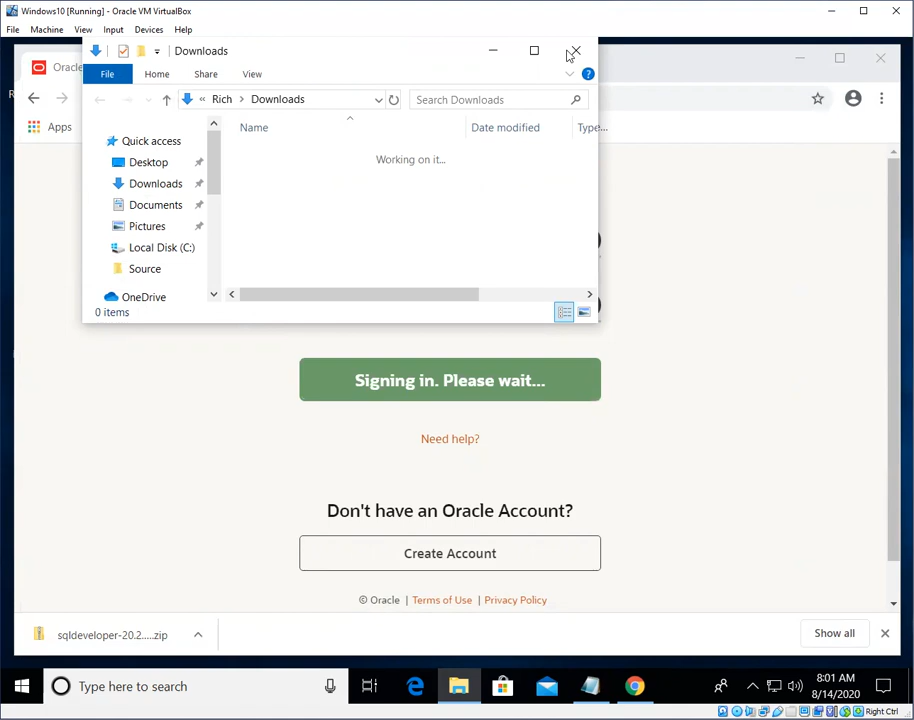 Windows10 [Running] - Oracle VM VirtualBox
File Machine View Input Devices Help
Downloads
Oracle
File Home Share View
« Rich > Downloads
Search Downloads
Apps
Name Date modified Type...
Working on it...
Quick access
Desktop
Downloads
Documents
Pictures
Local Disk (C:)
Source
OneDrive
0 items
Signing in. Please wait...
Need help?
Don't have an Oracle Account?
Create Account
© Oracle | Terms of Use | Privacy Policy
sqldeveloper-20.2....zip
Show all
Type here to search
8:01 AM
8/14/2020
Right Ctrl